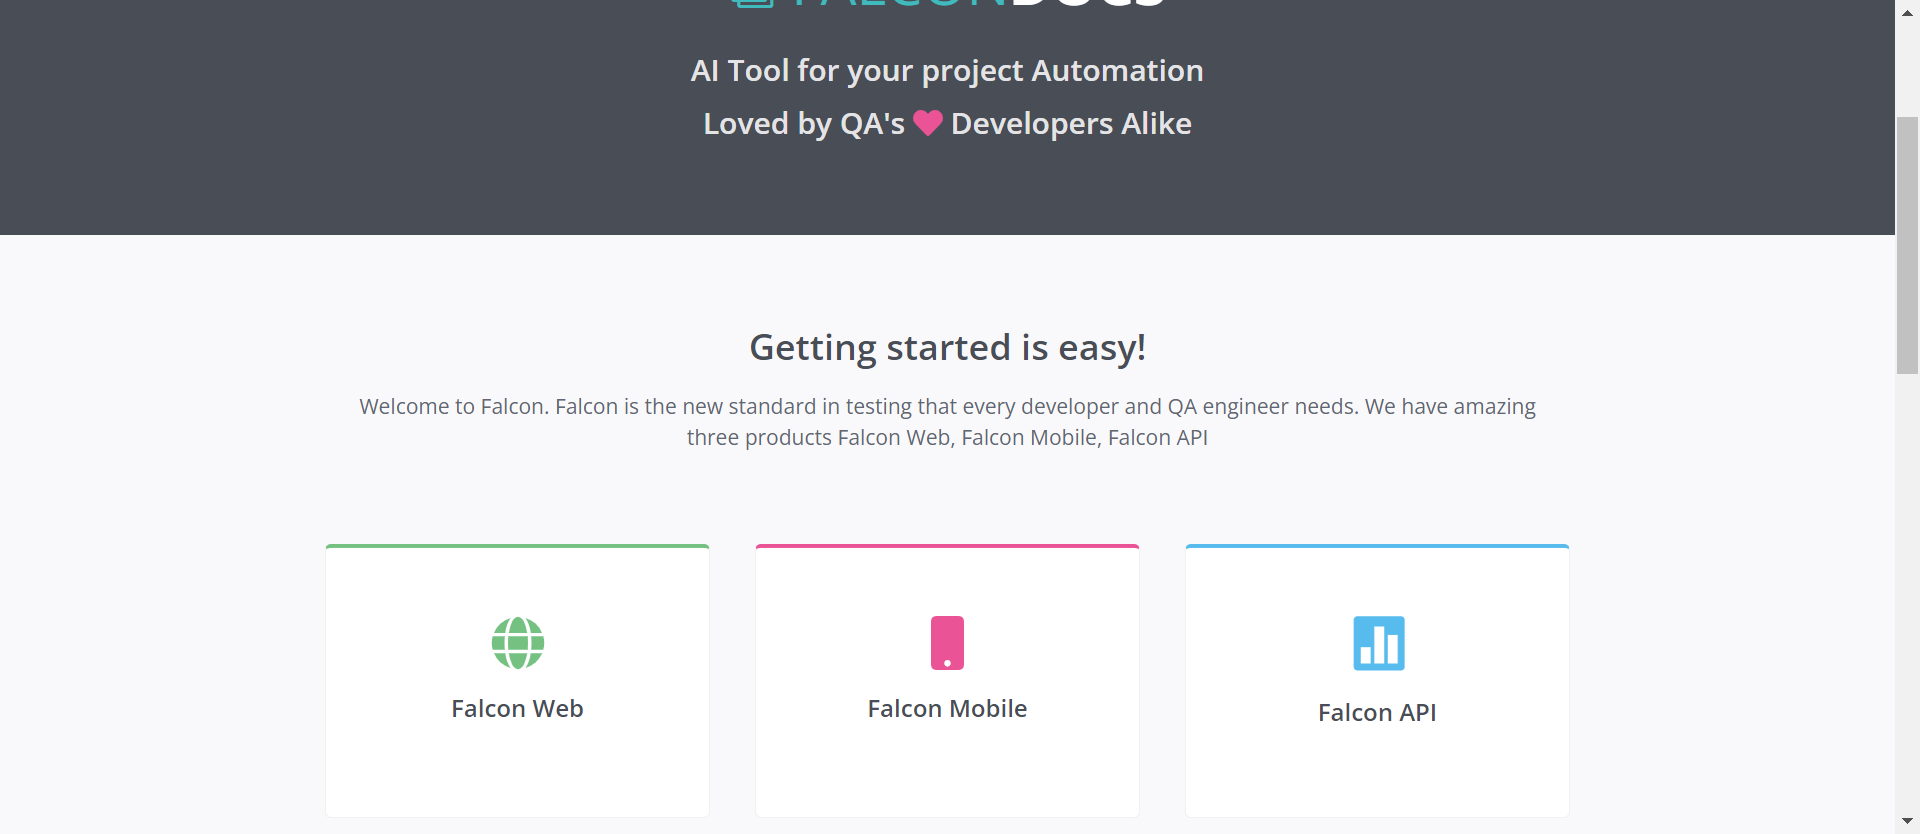 FALCONDOCS
AI Tool for your project Automation
Loved by QA's Developers Alike
Getting started is easy!
Welcome to Falcon. Falcon is the new standard in testing that every developer and QA engineer needs. We have amazing
three products Falcon Web, Falcon Mobile, Falcon API
Falcon Web
Falcon Mobile
Falcon API